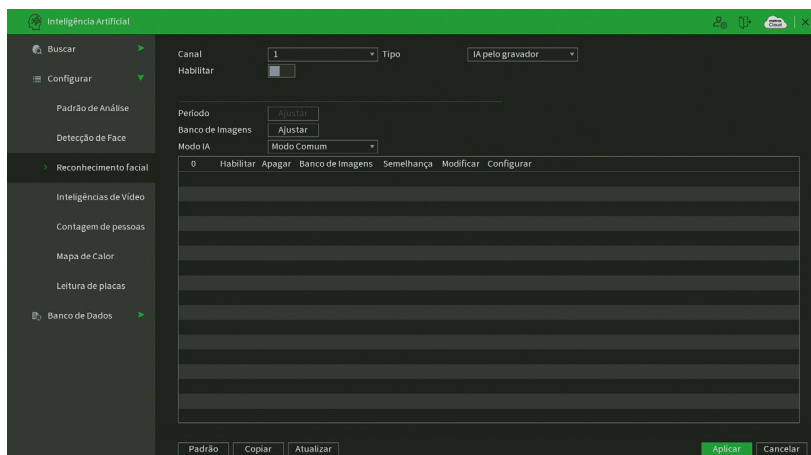 Inteligência Artificial
Buscar
Configurar
Padrão de Análise
Detecção de Face
Reconhecimento facial
Inteligências de Vídeo
Contagem de pessoas
Mapa de Calor
Leitura de placas
Banco de Dados
Canal 1 Tipo IA pelo gravador
Habilitar
Período Ajustar
Banco de Imagens Ajustar
Modo IA Modo Comum
0 Habilitar Apagar Banco de Imagens Semelhança Modificar Configurar
Padrão Copiar Atualizar Aplicar Cancelar